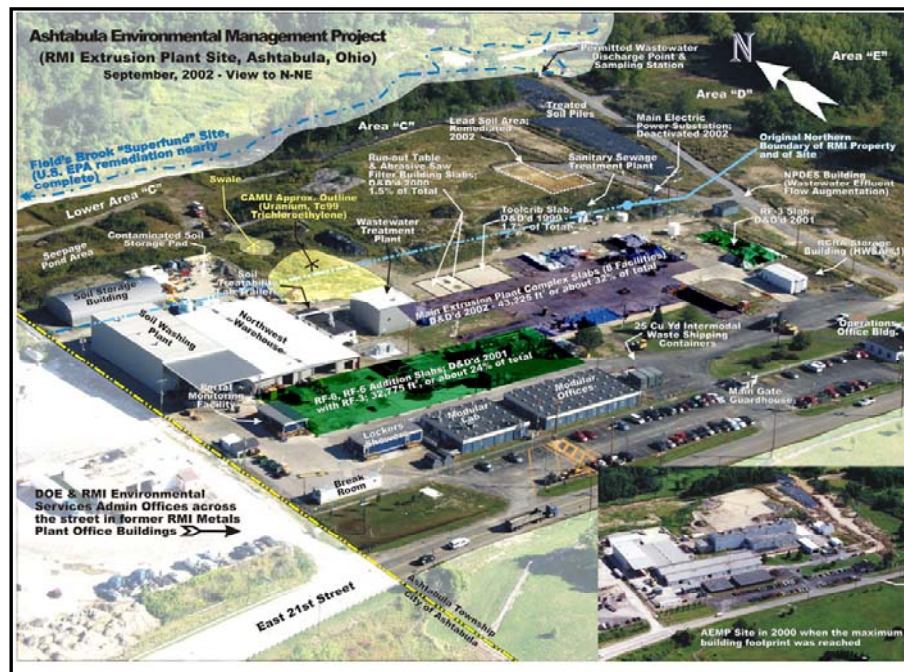 Ashtabula Environmental Management Project
(RMI Extrusion Plant Site, Ashtabula, Ohio)
September, 2002 - View to N-NE
Permitted Wastewater
Discharge Point &
Sampling Station
N
Area "E"
Area "D"
Treated
Soil Piles
Area "C"
Lead Soil Area;
Remediated
2002
Main Electric
Power Substation;
Deactivated 2002
Original Northern
Boundary of RMI Property
and of Site
Field's Brook "Superfund" Site,
(U.S. EPA remediation nearly
complete)
Run-out Table
& Abrasive Saw
Filter Building Slabs;
D&D'd 2000
1.5% of Total
Sanitary Sewage
Treatment Plant
NPDES Building
(Wastewater Effluent
Flow Augmentation)
Swale
Lower Area "C"
CAMU Approx. Outline
(Uranium, Tc99
Trichloroethylene)
Toolcrib Slab;
D&D'd 1999 -
1.7% of Total
RF-3 Slab
D&D'd 2001
Wastewater
Treatment
Plant
Contaminated Soil
Storage Pad
Seepage
Pond Area
RCRA Storage
Building
Soil
Treatability
Lab Trailer
Main Extrusion Plant Complex Slabs (8 Facilities)
D&D'd 2002 - 43,225 ft² or about 32% of total
Soil Storage
Building
Soil Washing
Plant
Northwest
Warehouse
25 Cu Yd Intermodal
Waste Shipping
Containers
Operations
Office Bldg.
RF-6, RF-6 Addition Slabs; D&D'd 2001
with RF-3; 32,775 ft², or about 24% of total
Monitoring
Facility
Main Gate
Guardhouse
Modular
Offices
Modular
Lab
Lockers
Showers
Break
Room
DOE & RMI Environmental
Services Admin Offices across
the street in former RMI Metals
Plant Office Buildings
East 21st Street
Ashtabula Township
City of Ashtabula
AEMP Site in 2000 when the maximum
building footprint was reached